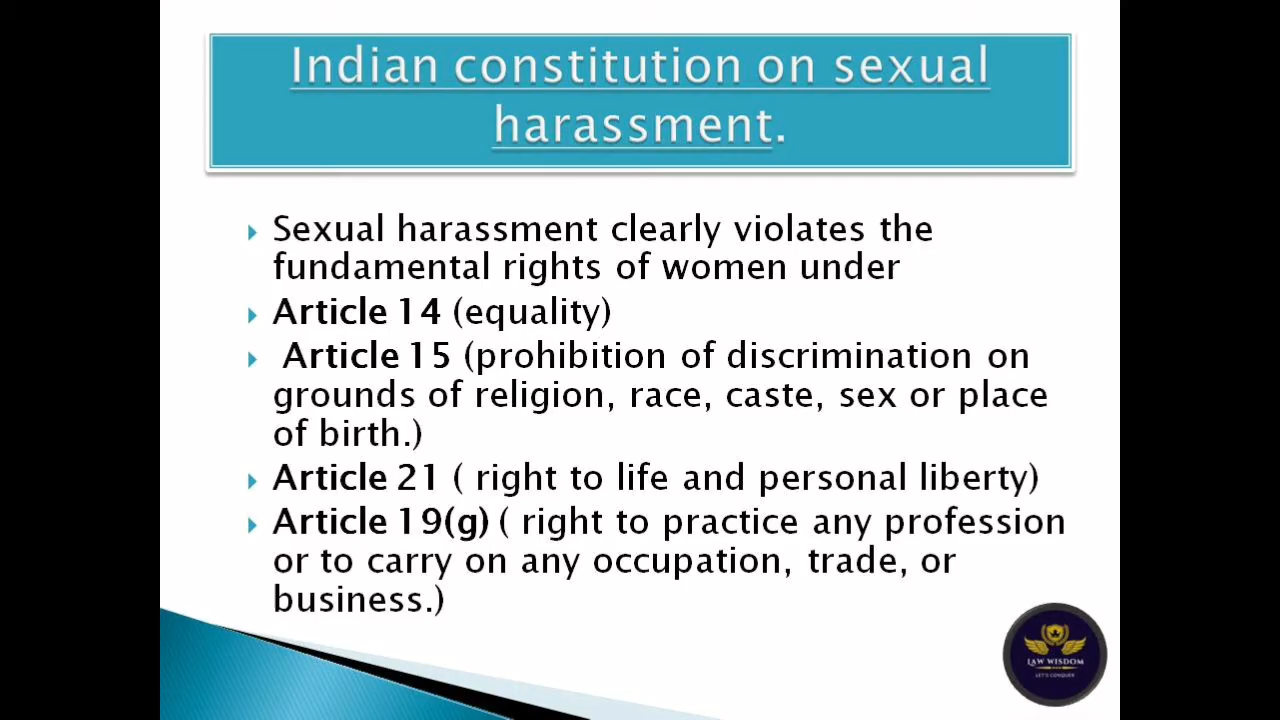 Indian constitution on sexual
harassment.
Sexual harassment clearly violates the
fundamental rights of women under
Article 14 (equality)
Article 15 (prohibition of discrimination on
grounds of religion, race, caste, sex or place
of birth.)
Article 21 ( right to life and personal liberty)
Article 19(g) ( right to practice any profession
or to carry on any occupation, trade, or
business.)
LAW WISDOM
LET'S CONQUER